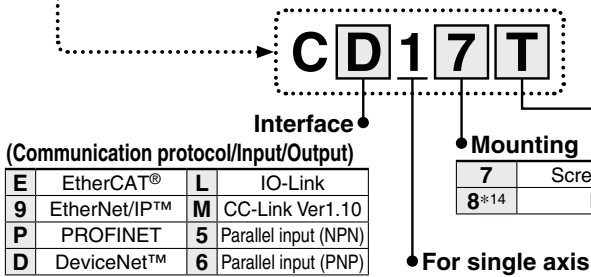 CD17T
Interface
(Communication protocol/Input/Output)
E EtherCAT® L IO-Link
9 EtherNet/IP™ M CC-Link Ver1.10
P PROFINET 5 Parallel input (NPN)
D DeviceNet™ 6 Parallel input (PNP)
Mounting
7
8*14
For single axis